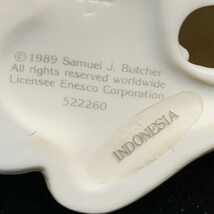 © 1989 Samuel J. Butcher
All rights reserved worldwide
Licensee Enesco Corporation
522260
INDONESIA